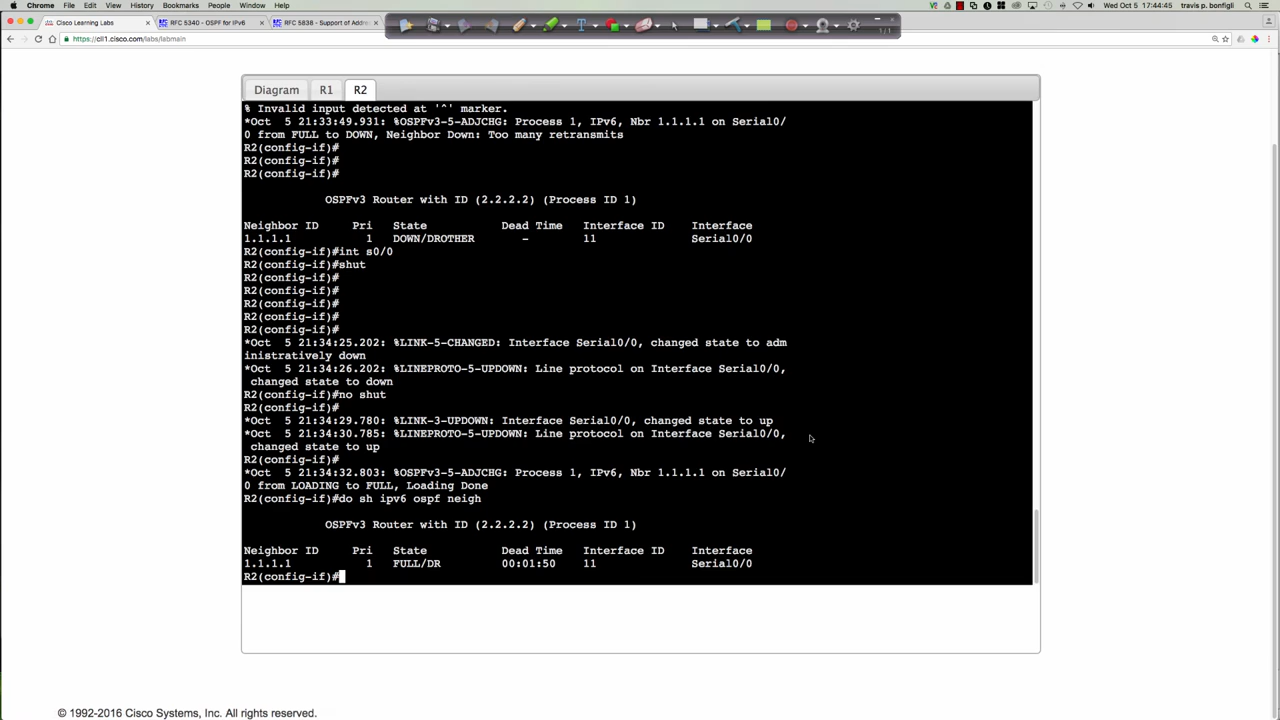 Chrome File Edit View History Bookmarks People Window Help
Wed Oct 5 17:44:45 travis p. bonfigli
Cisco Learning Labs
RFC 5340 - OSPF for IPv6
RFC 5838 - Support of Addre
https://cll1.cisco.com/labs/labmain
1/1
Diagram R1 R2
% Invalid input detected at '^' marker.
*Oct  5 21:33:49.931: %OSPFv3-5-ADJCHG: Process 1, IPv6, Nbr 1.1.1.1 on Serial0/
0 from FULL to DOWN, Neighbor Down: Too many retransmits
R2(config-if)#
R2(config-if)#
R2(config-if)#
OSPFv3 Router with ID (2.2.2.2) (Process ID 1)
Neighbor ID     Pri   State           Dead Time   Interface ID    Interface
1.1.1.1           1   DOWN/DROTHER       -        11              Serial0/0
R2(config-if)#int s0/0
R2(config-if)#shut
R2(config-if)#
R2(config-if)#
R2(config-if)#
R2(config-if)#
R2(config-if)#
*Oct  5 21:34:25.202: %LINK-5-CHANGED: Interface Serial0/0, changed state to adm
inistratively down
*Oct  5 21:34:26.202: %LINEPROTO-5-UPDOWN: Line protocol on Interface Serial0/0,
 changed state to down
R2(config-if)#no shut
R2(config-if)#
*Oct  5 21:34:29.780: %LINK-3-UPDOWN: Interface Serial0/0, changed state to up
*Oct  5 21:34:30.785: %LINEPROTO-5-UPDOWN: Line protocol on Interface Serial0/0,
 changed state to up
R2(config-if)#
*Oct  5 21:34:32.803: %OSPFv3-5-ADJCHG: Process 1, IPv6, Nbr 1.1.1.1 on Serial0/
0 from LOADING to FULL, Loading Done
R2(config-if)#do sh ipv6 ospf neigh
OSPFv3 Router with ID (2.2.2.2) (Process ID 1)
Neighbor ID     Pri   State           Dead Time   Interface ID    Interface
1.1.1.1           1   FULL/DR         00:01:50    11              Serial0/0
R2(config-if)#
© 1992-2016 Cisco Systems, Inc. All rights reserved.